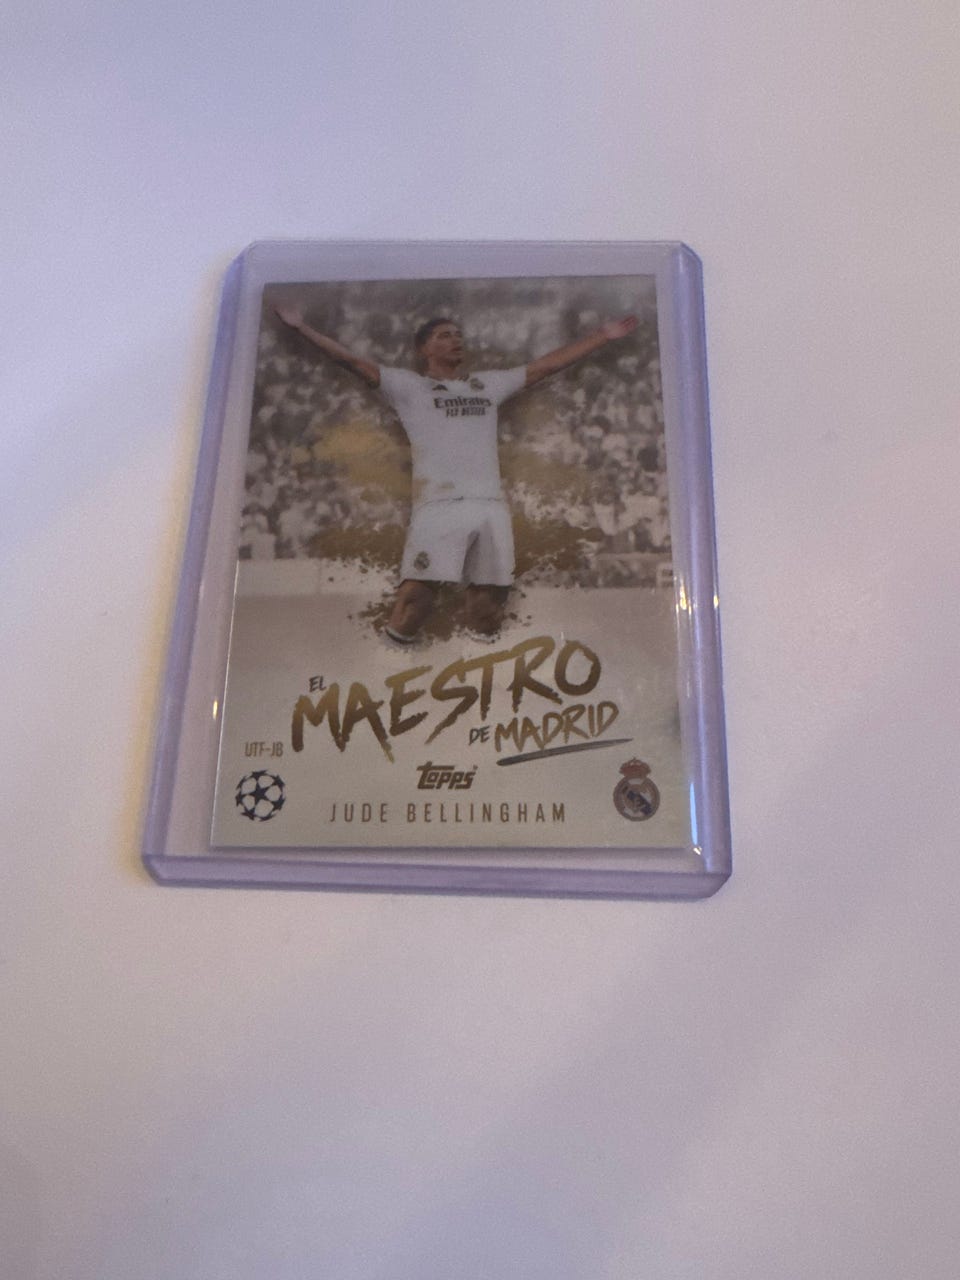 Emirates
FLY BETTER
EL
MAESTRO
DE MADRID
UTF-JB
Topps
JUDE BELLINGHAM